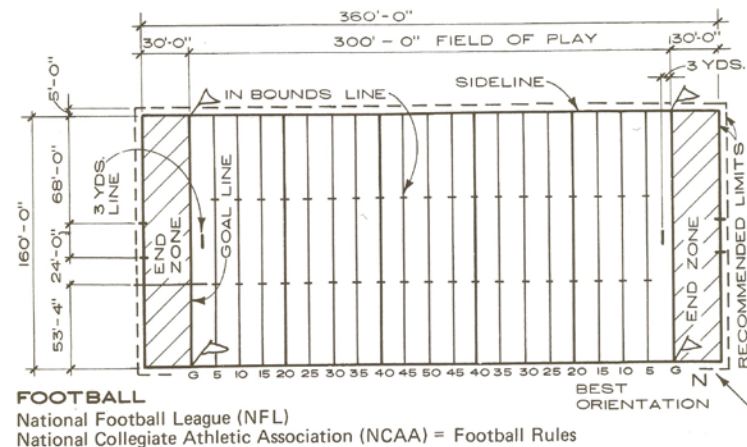 360'-0"
30'-0" 300'-0" FIELD OF PLAY 30'-0"
3 YDS.
SIDELINE
IN BOUNDS LINE
5'-0"
68'-0"
160'-0"
24'-0"
53'-4"
3 YDS. LINE
END ZONE
GOAL LINE
END ZONE
RECOMMENDED LIMITS
G 5 10 15 20 25 30 35 40 45 50 45 40 35 30 25 20 15 10 5 G
N
BEST
ORIENTATION
FOOTBALL
National Football League (NFL)
National Collegiate Athletic Association (NCAA) = Football Rules